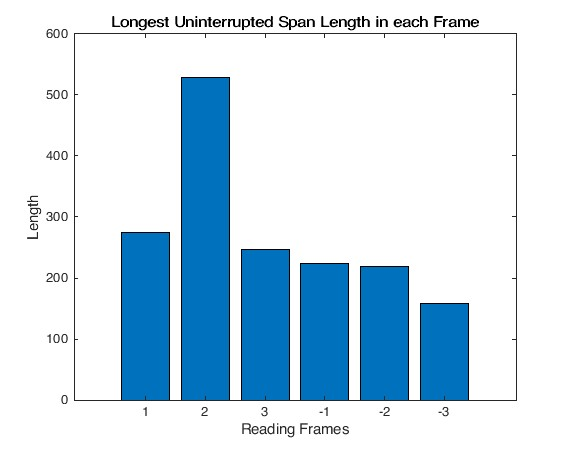 Longest Uninterrupted Span Length in each Frame
600
500
400
300
200
100
0
Length
1 2 3 -1 -2 -3
Reading Frames